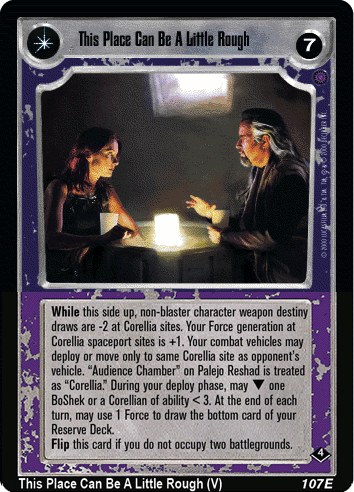 This Place Can Be A Little Rough
7
While this side up, non-blaster character weapon destiny
draws are -2 at Corellia sites. Your Force generation at
Corellia spaceport sites is +1. Your combat vehicles may
deploy or move only to same Corellia site as opponent's
vehicle. “Audience Chamber” on Palejo Reshad is treated
as “Corellia.” During your deploy phase, may ▼ one
BoShek or a Corellian of ability < 3. At the end of each
turn, may use 1 Force to draw the bottom card of your
Reserve Deck.
Flip this card if you do not occupy two battlegrounds.
4
This Place Can Be A Little Rough (V)
107E